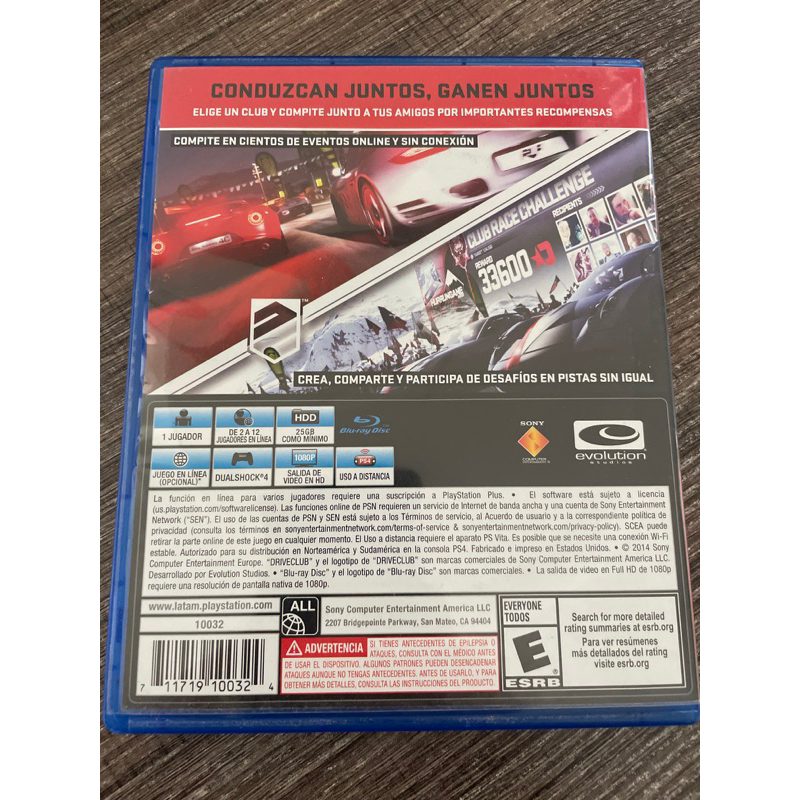 CONDUZCAN JUNTOS, GANEN JUNTOS
ELIGE UN CLUB Y COMPITE JUNTO A TUS AMIGOS POR IMPORTANTES RECOMPENSAS
COMPITE EN CIENTOS DE EVENTOS ONLINE Y SIN CONEXIÓN
CLUB RACE CHALLENGE
RECIPIENTS
REWARD
33600
CREA, COMPARTE Y PARTICIPA DE DESAFÍOS EN PISTAS SIN IGUAL
1 JUGADOR
DE 2 A 12
JUGADORES EN LÍNEA
HDD
25GB
COMO MÍNIMO
Blu-ray Disc
JUEGO EN LÍNEA
(OPCIONAL)*
DUALSHOCK®4
1080P
SALIDA DE
VIDEO EN HD
PS4
USO A DISTANCIA
SONY
COMPUTER
ENTERTAINMENT
evolution
studios
La función en línea para varios jugadores requiere una suscripción a PlayStation Plus. • El software está sujeto a licencia
(us.playstation.com/softwarelicense). Las funciones online de PSN requieren un servicio de Internet de banda ancha y una cuenta de Sony Entertainment
Network ("SEN"). El uso de las cuentas de PSN y SEN está sujeto a los Términos de servicio, al Acuerdo de usuario y a la correspondiente política de
privacidad (consulta los términos en sonyentertainmentnetwork.com/terms-of-service & sonyentertainmentnetwork.com/privacy-policy). SCEA puede
retirar la parte online de este juego en cualquier momento. El Uso a distancia requiere el aparato PS Vita. Es posible que se necesite una conexión Wi-Fi
estable. Autorizado para su distribución en Norteamérica y Sudamérica en la consola PS4. Fabricado e impreso en Estados Unidos. • © 2014 Sony
Computer Entertainment Europe. "DRIVECLUB" y el logotipo de "DRIVECLUB" son marcas comerciales de Sony Computer Entertainment America LLC.
Desarrollado por Evolution Studios. • "Blu-ray Disc" y el logotipo de "Blu-ray Disc" son marcas comerciales. • La salida de video en Full HD de 1080p
requiere una resolución de pantalla nativa de 1080p.
www.latam.playstation.com
10032
ALL
Sony Computer Entertainment America LLC
2207 Bridgepointe Parkway, San Mateo, CA 94404
7 11719 10032 4
ADVERTENCIA
SI TIENES ANTECEDENTES DE EPILEPSIA O
ATAQUES, CONSULTA CON EL MÉDICO ANTES
DE USAR EL DISPOSITIVO. ALGUNOS PATRONES PUEDEN DESENCADENAR
ATAQUES AUNQUE NO TENGAS ANTECEDENTES. ANTES DE USARLO, Y PARA
OBTENER MÁS DETALLES, CONSULTA LAS INSTRUCCIONES DEL PRODUCTO.
EVERYONE
TODOS
E
ESRB
Search for more detailed
rating summaries at esrb.org
Para ver resúmenes
más detallados del rating
visite esrb.org